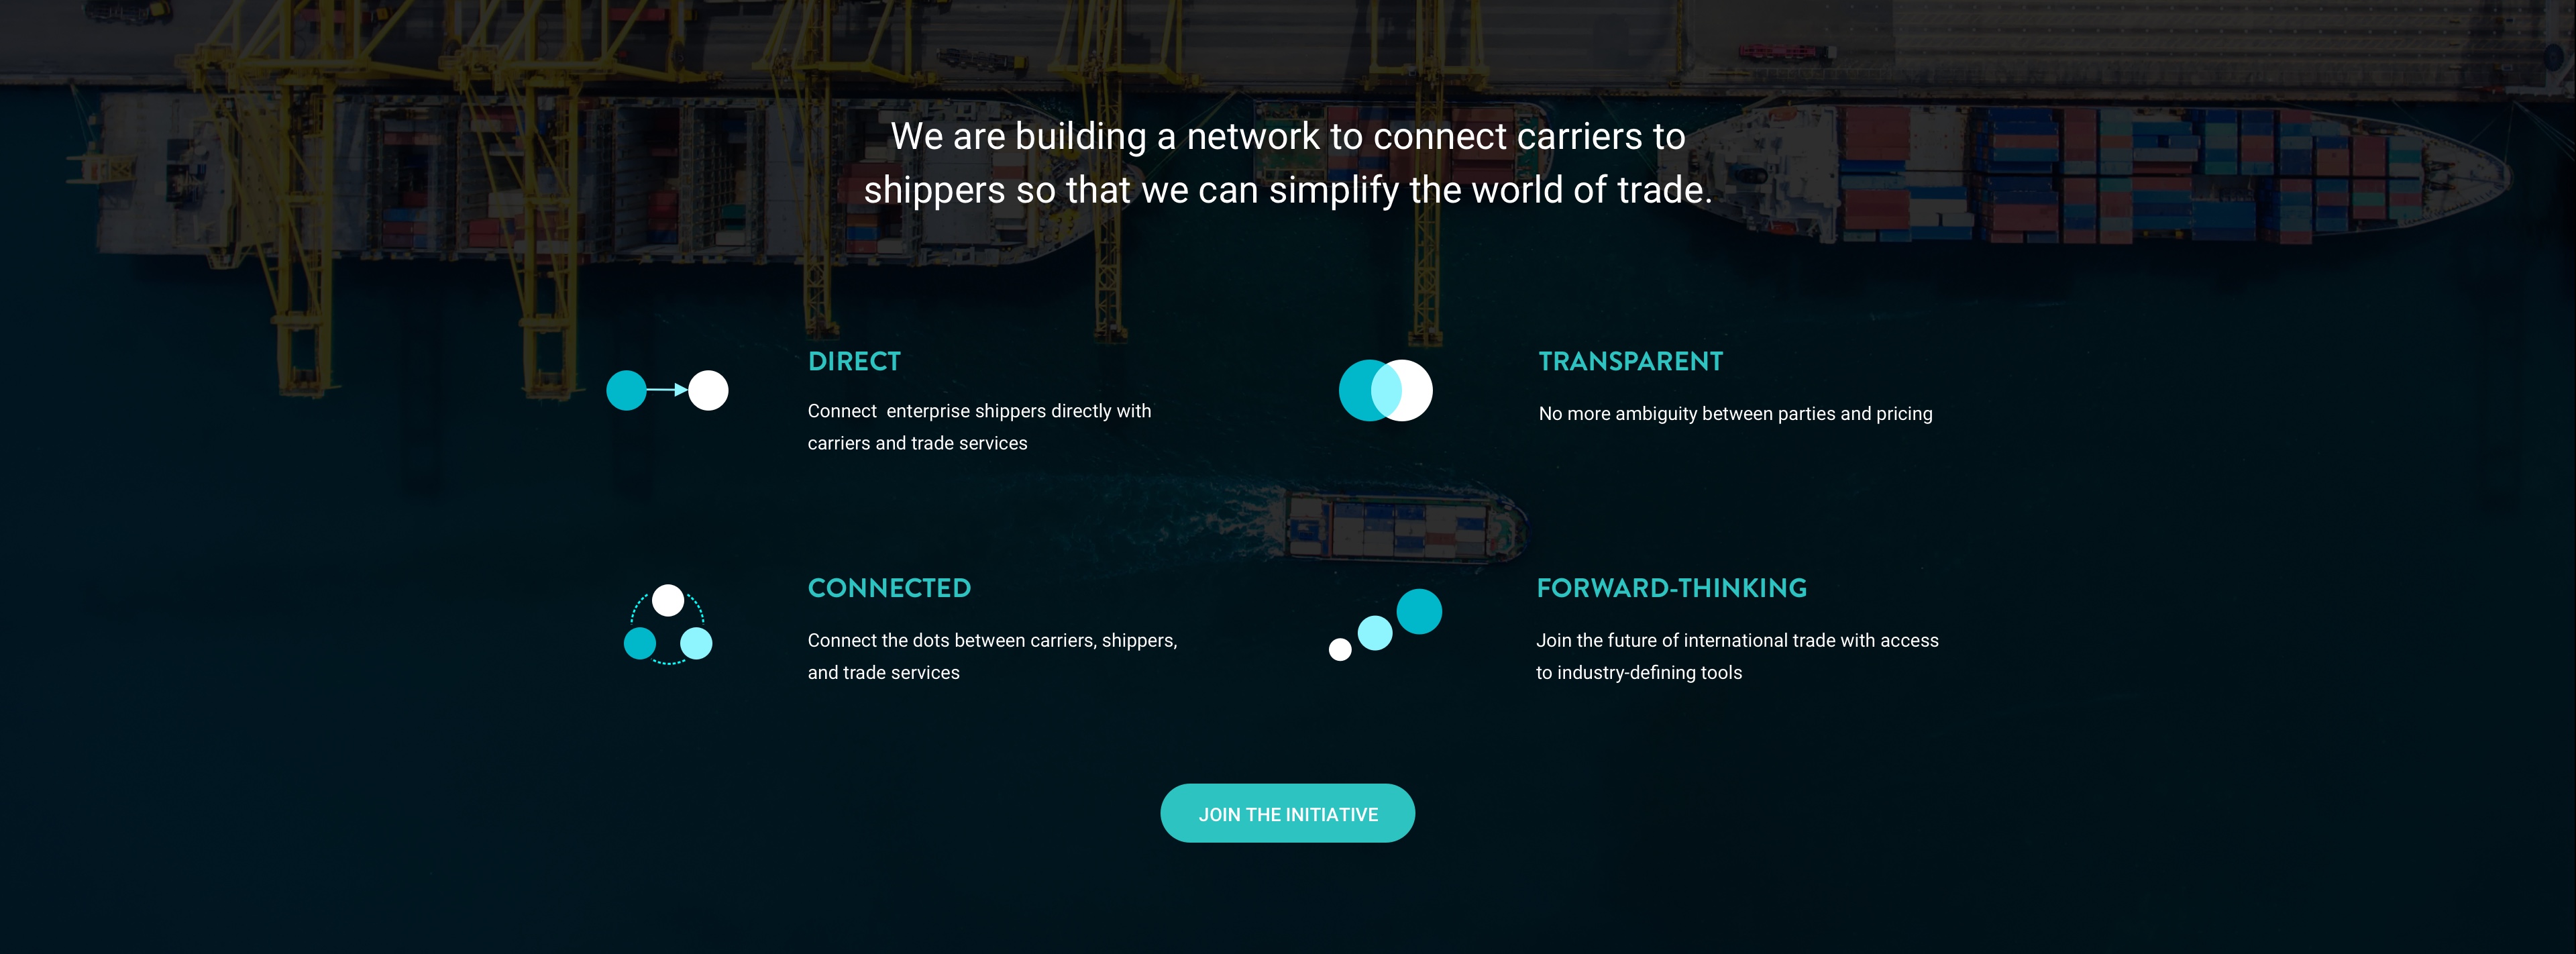 We are building a network to connect carriers to
shippers so that we can simplify the world of trade.
DIRECT
Connect  enterprise shippers directly with
carriers and trade services
TRANSPARENT
No more ambiguity between parties and pricing
CONNECTED
Connect the dots between carriers, shippers,
and trade services
FORWARD-THINKING
Join the future of international trade with access
to industry-defining tools
JOIN THE INITIATIVE